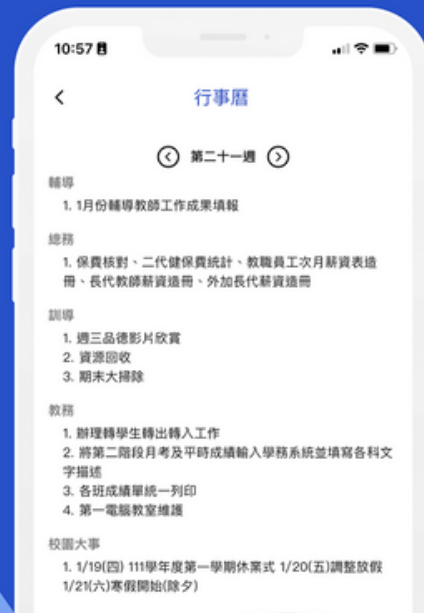 10:57
行事曆
第二十一週
輔導
1. 1月份輔導教師工作成果填報
總務
1. 保費核對、二代健保費統計、教職員工次月薪資表造
冊、長代教師薪資造冊、外加長代薪資造冊
訓導
1. 週三品德影片欣賞
2. 資源回收
3. 期末大掃除
教務
1. 辦理轉學生轉出轉入工作
2. 將第二階段月考及平時成績輸入學務系統並填寫各科文
字描述
3. 各班成績單統一列印
4. 第一電腦教室維護
校園大事
1. 1/19(四) 111學年度第一學期休業式 1/20(五)調整放假
1/21(六)寒假開始(除夕)